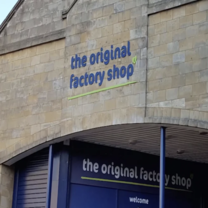 the original
factory shop
the original factory shop
welcome